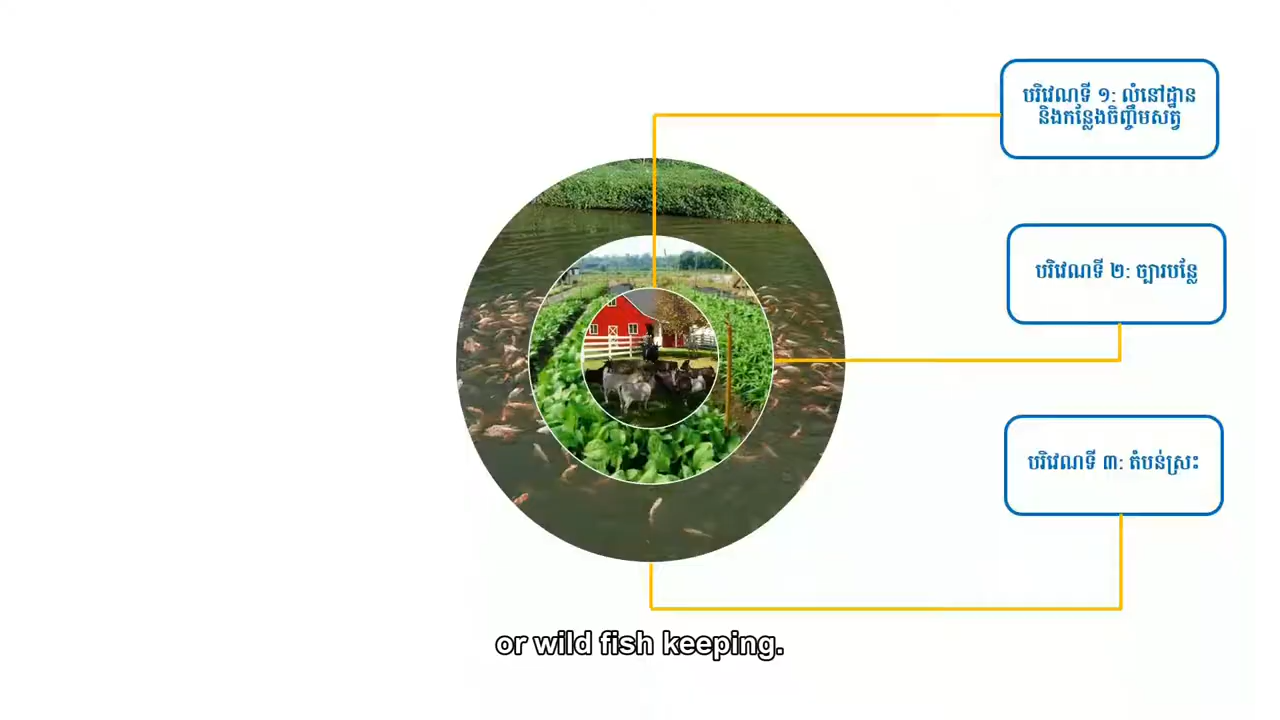 បរិវេណទី ១: លំនៅដ្ឋាន
និងកន្លែងចិញ្ចឹមសត្វ
បរិវេណទី ២: ច្បារបន្លែ
បរិវេណទី ៣: តំបន់ស្រះ
or wild fish keeping.